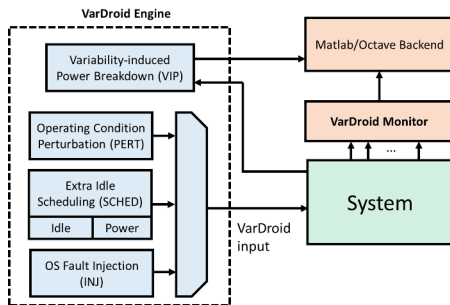 VarDroid Engine
Variability-induced
Power Breakdown (VIP)
Matlab/Octave Backend
Operating Condition
Perturbation (PERT)
VarDroid Monitor
...
Extra Idle
Scheduling (SCHED)
Idle
Power
System
VarDroid
input
OS Fault Injection
(INJ)